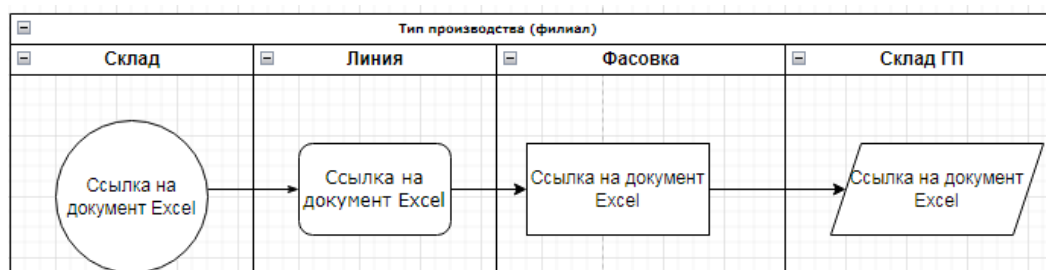 Тип производства (филиал)
Склад
Линия
Фасовка
Склад ГП
Ссылка на
документ Excel
Ссылка на
документ Excel
Ссылка на документ
Excel
Ссылка на документ
Excel